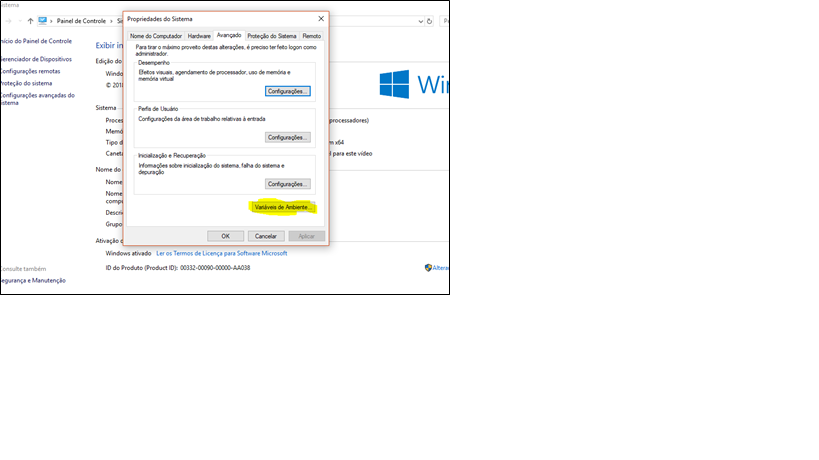 istema
Painel de Controle
Propriedades do Sistema
Nome do Computador Hardware Avançado Proteção do Sistema Remoto
Para tirar o máximo proveito destas alterações, é preciso ter feito logon como
administrador.
Desempenho
Efeitos visuais, agendamento de processador, uso de memória e
memória virtual
Configurações...
Perfis de Usuário
Configurações da área de trabalho relativas à entrada
Configurações...
Inicialização e Recuperação
Informações sobre inicialização do sistema, falha do sistema e
depuração
Configurações...
Variáveis de Ambiente...
OK Cancelar Aplicar
nício do Painel de Controle
Gerenciador de Dispositivos
Configurações remotas
Proteção do sistema
Configurações avançadas do
istema
Consulte também
egurança e Manutenção
Exibir in
Edição do
Windo
© 201
Win
Sistema
Proces
processadores)
Memó
Tipo d
m x64
Caneta
l para este vídeo
Nome do
Nome
Nome
compu
Descri
Grupo
Ativação d
Windows ativado Ler os Termos de Licença para Software Microsoft
ID do Produto (Product ID): 00332-00090-00000-AA038
Altera